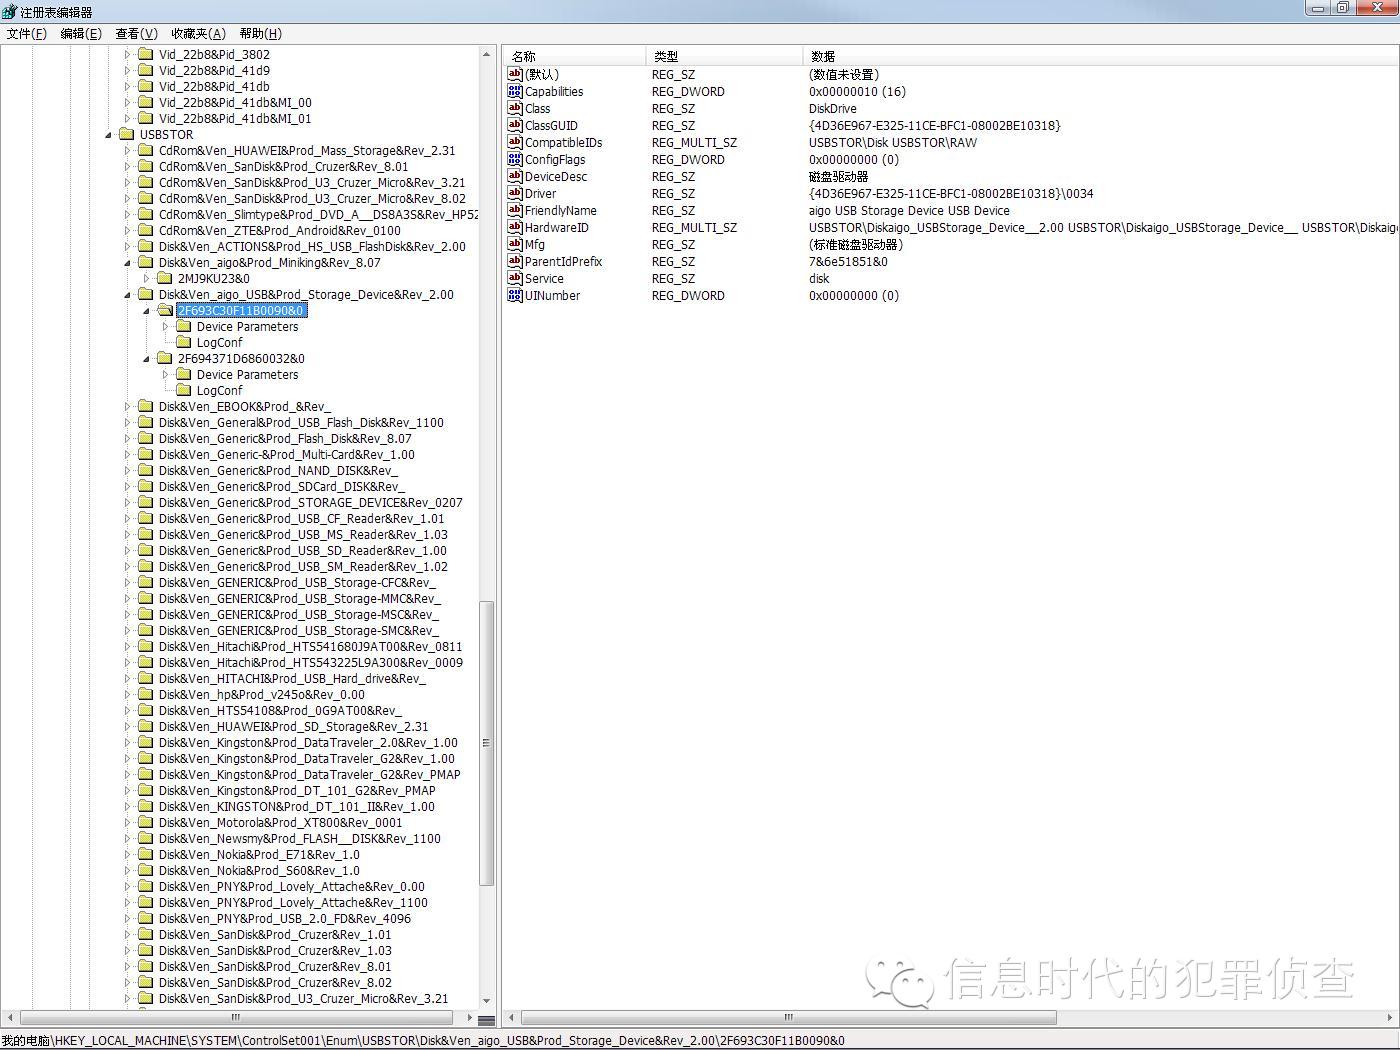 注册表编辑器
文件(F) 编辑(E) 查看(V) 收藏夹(A) 帮助(H)
Vid_22b8&Pid_3802
Vid_22b8&Pid_41d9
Vid_22b8&Pid_41db
Vid_22b8&Pid_41db&MI_00
Vid_22b8&Pid_41db&MI_01
USBSTOR
CdRom&Ven_HUAWEI&Prod_Mass_Storage&Rev_2.31
CdRom&Ven_SanDisk&Prod_Cruzer&Rev_8.01
CdRom&Ven_SanDisk&Prod_U3_Cruzer_Micro&Rev_3.21
CdRom&Ven_SanDisk&Prod_U3_Cruzer_Micro&Rev_8.02
CdRom&Ven_Slimtype&Prod_DVD_A__DS8A3S&Rev_HP52
CdRom&Ven_ZTE&Prod_Android&Rev_0100
Disk&Ven_ACTIONS&Prod_HS_USB_FlashDisk&Rev_2.00
Disk&Ven_aigo&Prod_Miniking&Rev_8.07
2MJ9KU23&0
Disk&Ven_aigo_USB&Prod_Storage_Device&Rev_2.00
2F693C30F11B0090&0
Device Parameters
LogConf
2F694371D6860032&0
Device Parameters
LogConf
Disk&Ven_EBOOK&Prod_&Rev_
Disk&Ven_General&Prod_USB_Flash_Disk&Rev_1100
Disk&Ven_Generic&Prod_Flash_Disk&Rev_8.07
Disk&Ven_Generic-&Prod_Multi-Card&Rev_1.00
Disk&Ven_Generic&Prod_NAND_DISK&Rev_
Disk&Ven_Generic&Prod_SDCard_DISK&Rev_
Disk&Ven_Generic&Prod_STORAGE_DEVICE&Rev_0207
Disk&Ven_Generic&Prod_USB_CF_Reader&Rev_1.01
Disk&Ven_Generic&Prod_USB_MS_Reader&Rev_1.03
Disk&Ven_Generic&Prod_USB_SD_Reader&Rev_1.00
Disk&Ven_Generic&Prod_USB_SM_Reader&Rev_1.02
Disk&Ven_GENERIC&Prod_USB_Storage-CFC&Rev_
Disk&Ven_GENERIC&Prod_USB_Storage-MMC&Rev_
Disk&Ven_GENERIC&Prod_USB_Storage-MSC&Rev_
Disk&Ven_GENERIC&Prod_USB_Storage-SMC&Rev_
Disk&Ven_Hitachi&Prod_HTS541680J9AT00&Rev_0811
Disk&Ven_Hitachi&Prod_HTS543225L9A300&Rev_0009
Disk&Ven_HITACHI&Prod_USB_Hard_drive&Rev_
Disk&Ven_hp&Prod_v245o&Rev_0.00
Disk&Ven_HTS54108&Prod_0G9AT00&Rev_
Disk&Ven_HUAWEI&Prod_SD_Storage&Rev_2.31
Disk&Ven_Kingston&Prod_DataTraveler_2.0&Rev_1.00
Disk&Ven_Kingston&Prod_DataTraveler_G2&Rev_1.00
Disk&Ven_Kingston&Prod_DataTraveler_G2&Rev_PMAP
Disk&Ven_Kingston&Prod_DT_101_G2&Rev_PMAP
Disk&Ven_KINGSTON&Prod_DT_101_II&Rev_1.00
Disk&Ven_Motorola&Prod_XT800&Rev_0001
Disk&Ven_Newsmy&Prod_FLASH__DISK&Rev_1100
Disk&Ven_Nokia&Prod_E71&Rev_1.0
Disk&Ven_Nokia&Prod_S60&Rev_1.0
Disk&Ven_PNY&Prod_Lovely_Attache&Rev_0.00
Disk&Ven_PNY&Prod_Lovely_Attache&Rev_1100
Disk&Ven_PNY&Prod_USB_2.0_FD&Rev_4096
Disk&Ven_SanDisk&Prod_Cruzer&Rev_1.01
Disk&Ven_SanDisk&Prod_Cruzer&Rev_1.03
Disk&Ven_SanDisk&Prod_Cruzer&Rev_8.01
Disk&Ven_SanDisk&Prod_Cruzer&Rev_8.02
Disk&Ven_SanDisk&Prod_U3_Cruzer_Micro&Rev_3.21
名称 类型 数据
(默认) REG_SZ (数值未设置)
Capabilities REG_DWORD 0x00000010 (16)
Class REG_SZ DiskDrive
ClassGUID REG_SZ {4D36E967-E325-11CE-BFC1-08002BE10318}
CompatibleIDs REG_MULTI_SZ USBSTOR\Disk USBSTOR\RAW
ConfigFlags REG_DWORD 0x00000000 (0)
DeviceDesc REG_SZ 磁盘驱动器
Driver REG_SZ {4D36E967-E325-11CE-BFC1-08002BE10318}\0034
FriendlyName REG_SZ aigo USB Storage Device USB Device
HardwareID REG_MULTI_SZ USBSTOR\Diskaigo_USBStorage_Device__2.00 USBSTOR\Diskaigo_USBStorage_Device__ USBSTOR\Diskaigo
Mfg REG_SZ (标准磁盘驱动器)
ParentIdPrefix REG_SZ 7&6e51851&0
Service REG_SZ disk
UINumber REG_DWORD 0x00000000 (0)
信息时代的犯罪侦查
我的电脑\HKEY_LOCAL_MACHINE\SYSTEM\ControlSet001\Enum\USBSTOR\Disk&Ven_aigo_USB&Prod_Storage_Device&Rev_2.00\2F693C30F11B0090&0